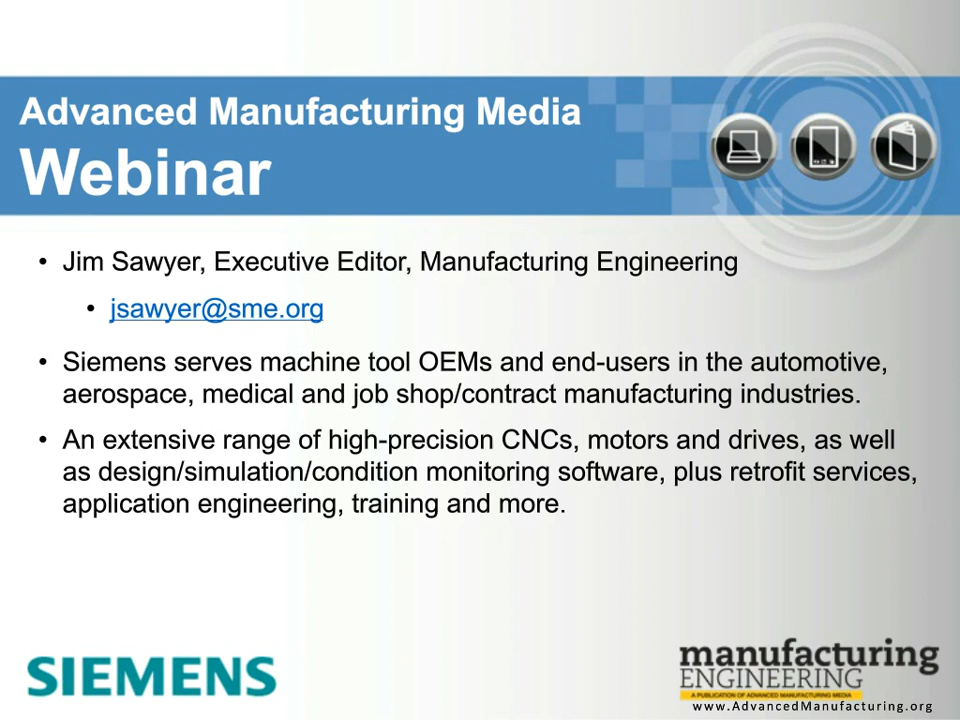 Advanced Manufacturing Media
Webinar
• Jim Sawyer, Executive Editor, Manufacturing Engineering
• jsawyer@sme.org
• Siemens serves machine tool OEMs and end-users in the automotive,
aerospace, medical and job shop/contract manufacturing industries.
• An extensive range of high-precision CNCs, motors and drives, as well
as design/simulation/condition monitoring software, plus retrofit services,
application engineering, training and more.
SIEMENS
manufacturing
ENGINEERING
A PUBLICATION OF ADVANCED MANUFACTURING MEDIA
www.AdvancedManufacturing.org